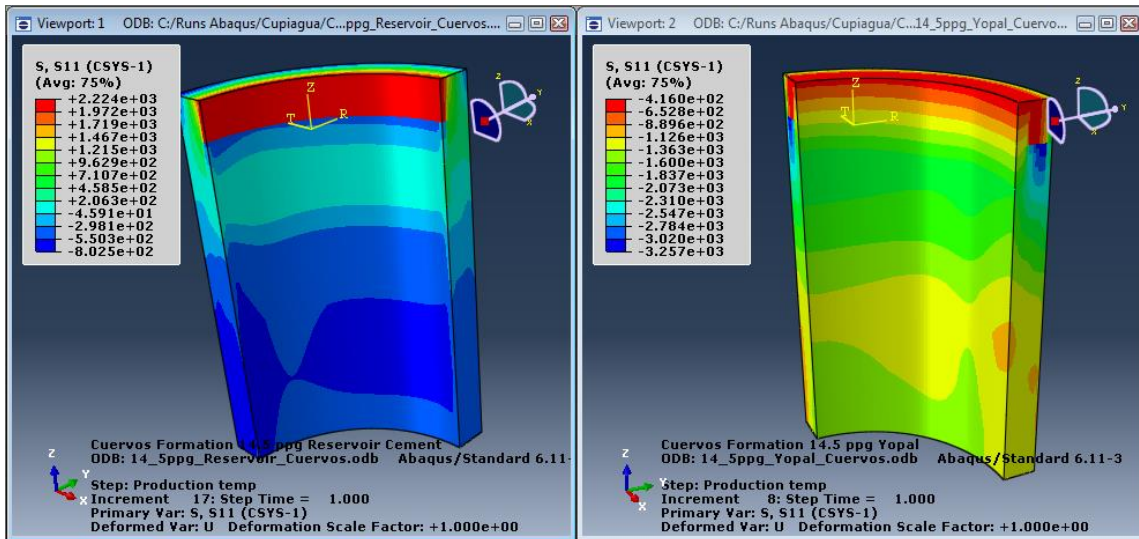 Viewport: 1 ODB: C:/Runs Abaqus/Cupiagua/C...ppg_Reservoir_Cuervos....
S, S11 (CSYS-1)
(Avg: 75%)
+2.224e+03
+1.972e+03
+1.719e+03
+1.467e+03
+1.215e+03
+9.629e+02
+7.107e+02
+4.585e+02
+2.063e+02
-4.591e+01
-2.981e+02
-5.503e+02
-8.025e+02
Z
T
R
Z
Y
X
Cuervos Formation 14.5 ppg Reservoir Cement
ODB: 14_5ppg_Reservoir_Cuervos.odb Abaqus/Standard 6.11-
Z
Y
X
Step: Production temp
Increment 17: Step Time = 1.000
Primary Var: S, S11 (CSYS-1)
Deformed Var: U Deformation Scale Factor: +1.000e+00
Viewport: 2 ODB: C:/Runs Abaqus/Cupiagua/C...14_5ppg_Yopal_Cuervo...
S, S11 (CSYS-1)
(Avg: 75%)
-4.160e+02
-6.528e+02
-8.896e+02
-1.126e+03
-1.363e+03
-1.600e+03
-1.837e+03
-2.073e+03
-2.310e+03
-2.547e+03
-2.784e+03
-3.020e+03
-3.257e+03
Z
T
R
Z
Y
X
Cuervos Formation 14.5 ppg Yopal
ODB: 14_5ppg_Yopal_Cuervos.odb Abaqus/Standard 6.11-3
Z
Y
X
Step: Production temp
Increment 8: Step Time = 1.000
Primary Var: S, S11 (CSYS-1)
Deformed Var: U Deformation Scale Factor: +1.000e+00